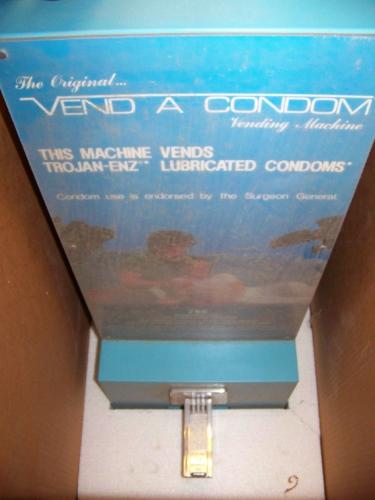 The Original...
VEND A CONDOM
Vending Machine
THIS MACHINE VENDS
TROJAN-ENZ™ LUBRICATED CONDOMS*
Condom use is endorsed by the Surgeon General.
75¢